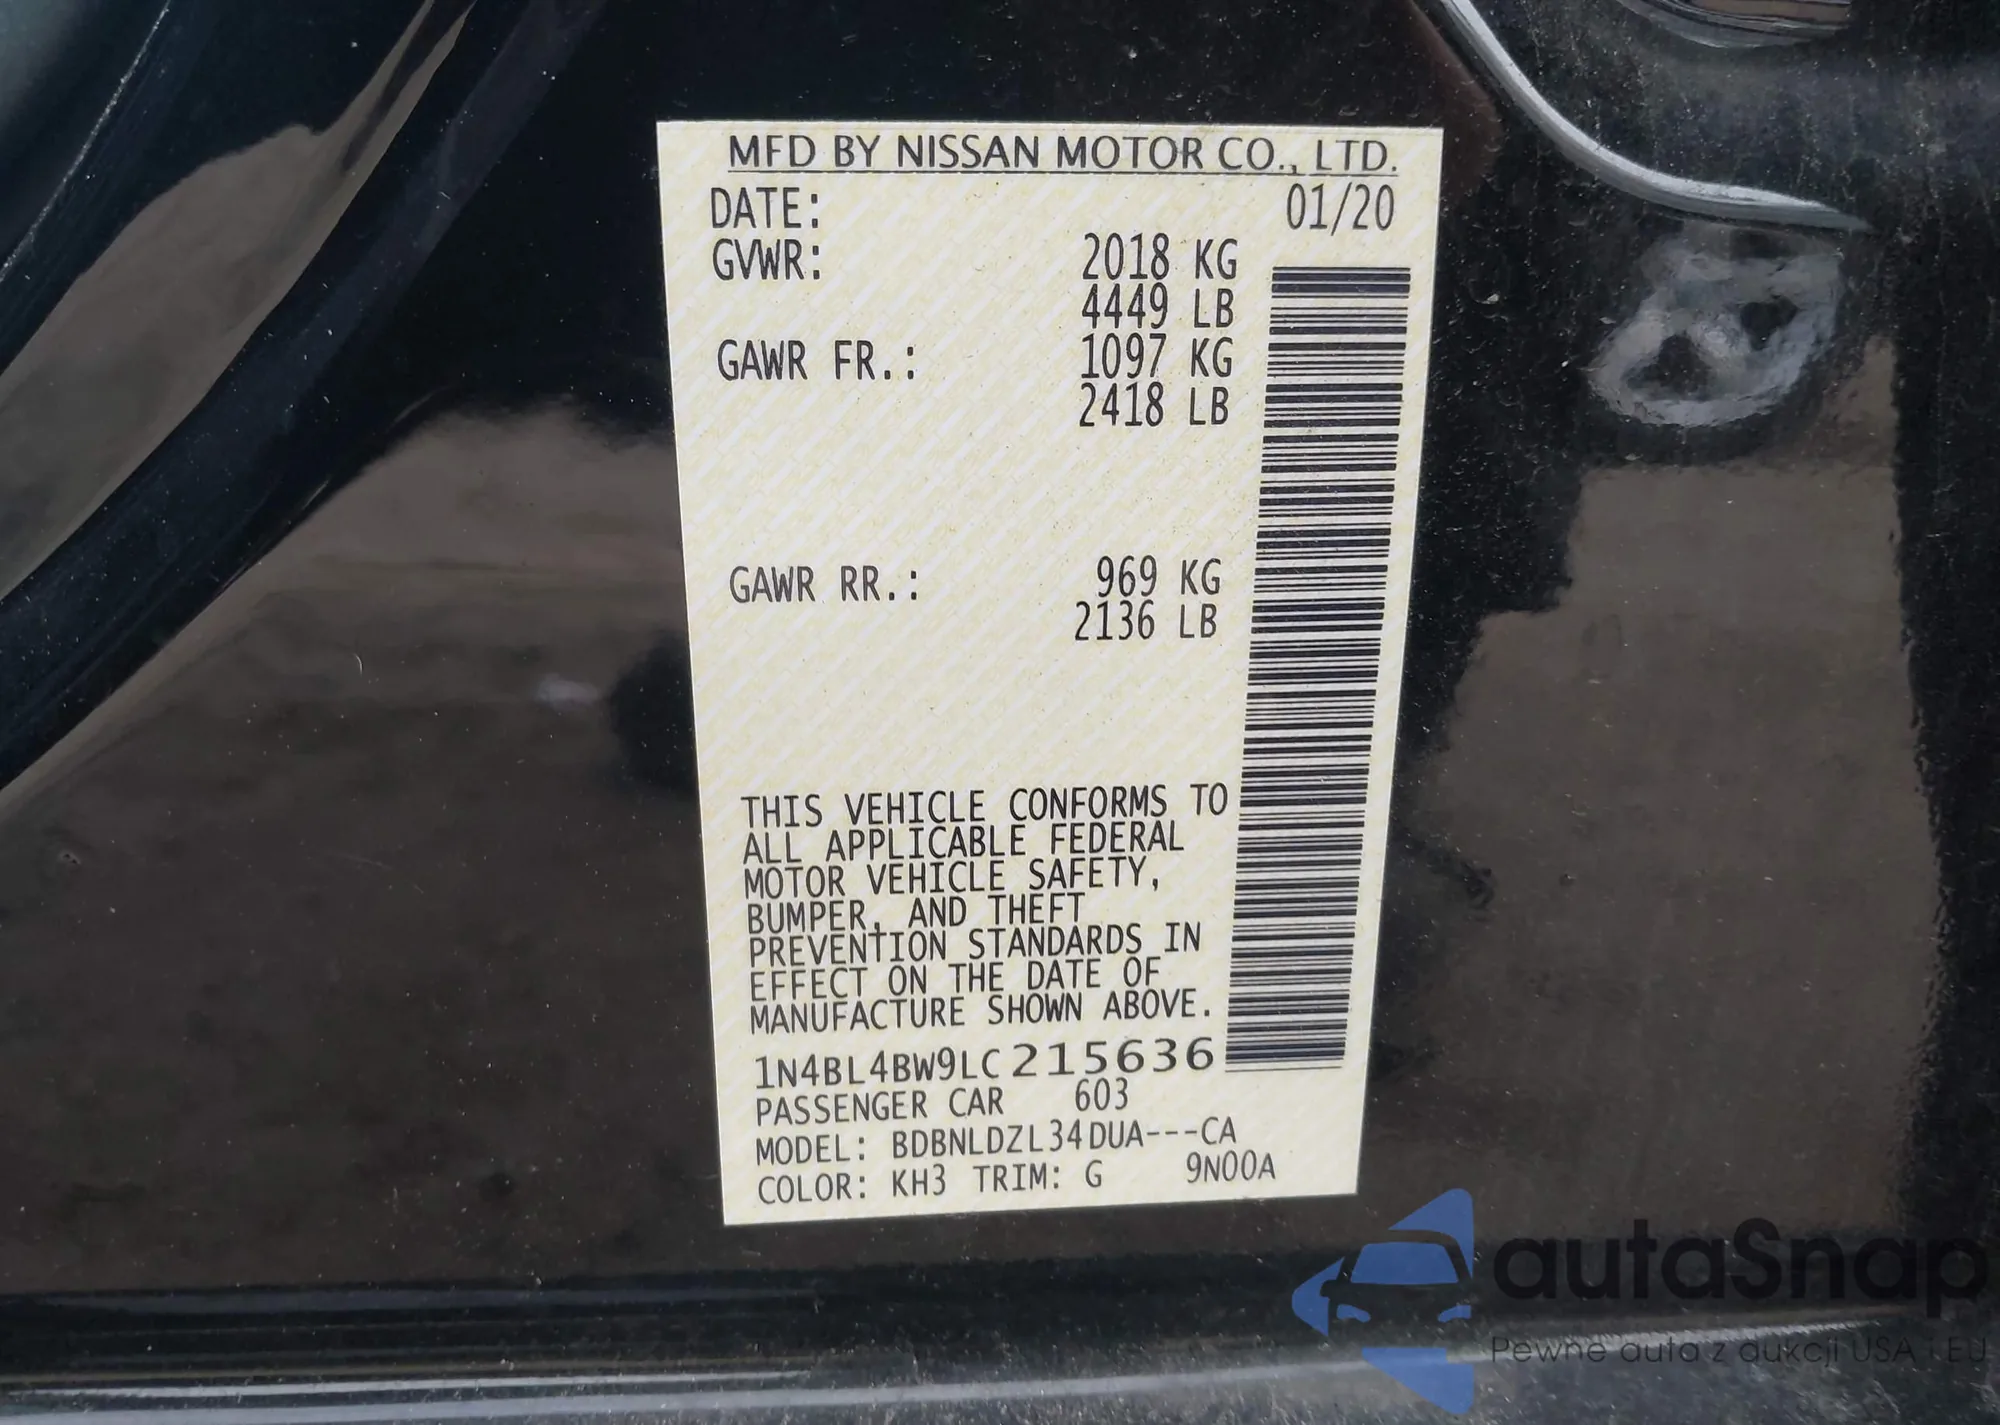 MFD BY NISSAN MOTOR CO., LTD.
DATE: 01/20
GVWR: 2018 KG
4449 LB
GAWR FR.: 1097 KG
2418 LB
GAWR RR.: 969 KG
2136 LB
THIS VEHICLE CONFORMS TO
ALL APPLICABLE FEDERAL
MOTOR VEHICLE SAFETY,
BUMPER, AND THEFT
PREVENTION STANDARDS IN
EFFECT ON THE DATE OF
MANUFACTURE SHOWN ABOVE.
1N4BL4BW9LC215636
PASSENGER CAR 603
MODEL: BDBNLDZL34DUA---CA
COLOR: KH3 TRIM: G 9N00A
autaSnap
Pewne auta z aukcji USA i EU